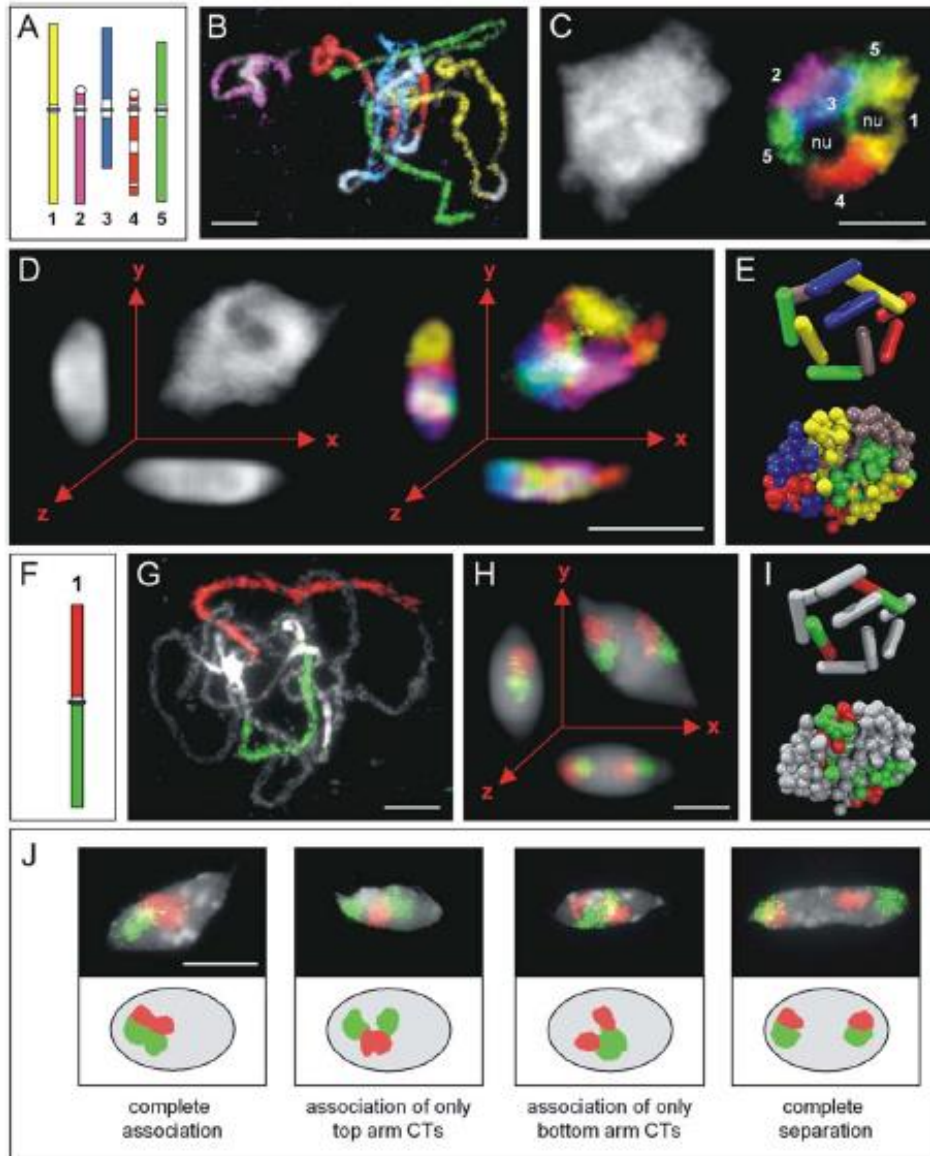 A
1 2 3 4 5
B
C
2
5
3
1
nu
nu
5
4
D
y
x
z
y
x
z
E
F
1
G
H
y
x
z
I
J
complete
association
association of only
top arm CTs
association of only
bottom arm CTs
complete
separation